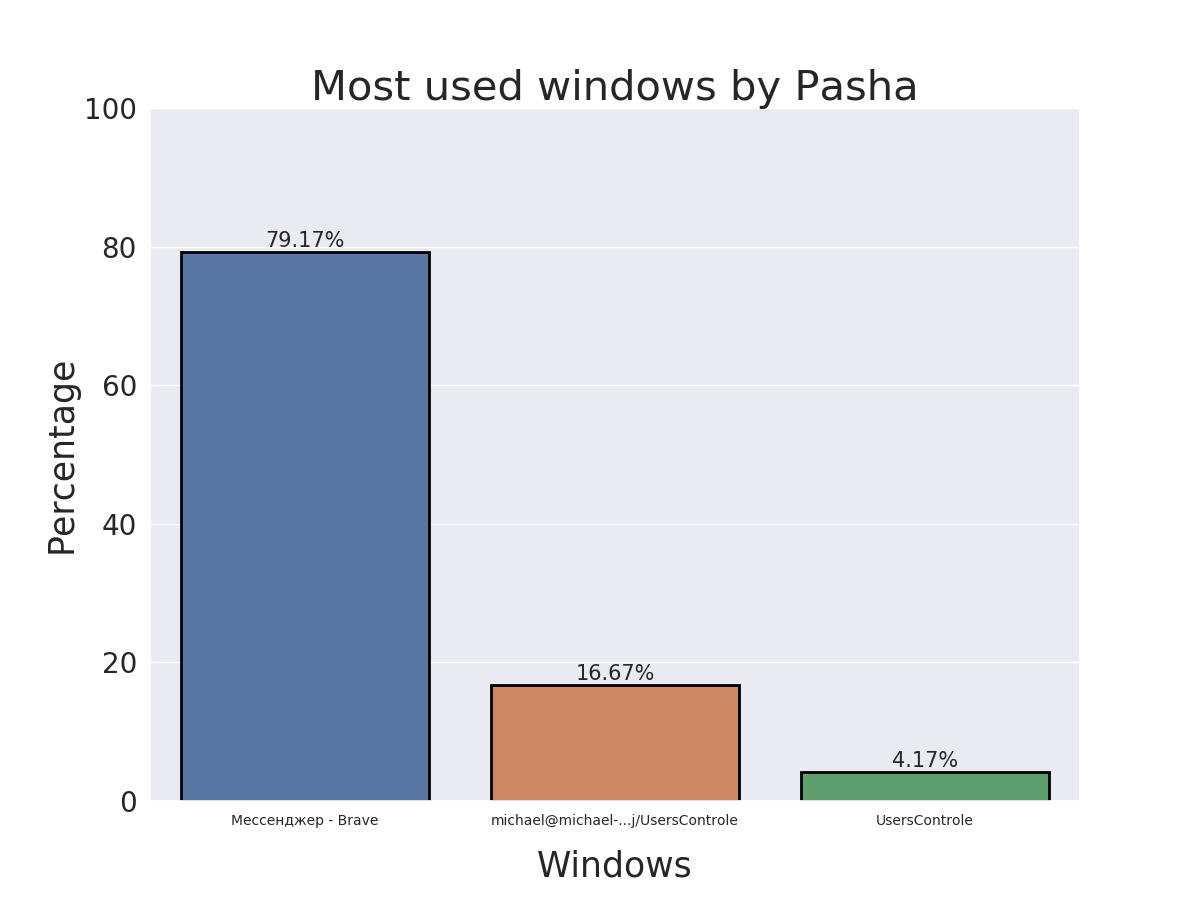 Most used windows by Pasha
100
80
60
40
20
0
Percentage
79.17%
16.67%
4.17%
Мессенджер - Brave
michael@michael-...j/UsersControle
UsersControle
Windows